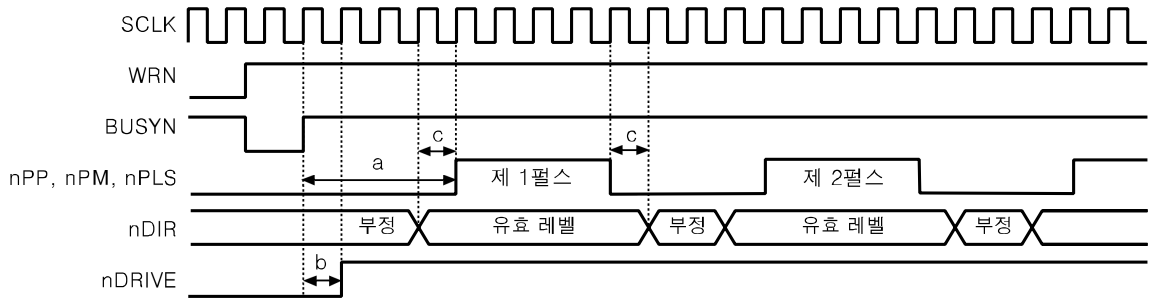 SCLK
WRN
BUSYN
c
c
a
nPP, nPM, nPLS
제 1펄스
제 2펄스
nDIR
부정
유효 레벨
부정
유효 레벨
부정
b
nDRIVE